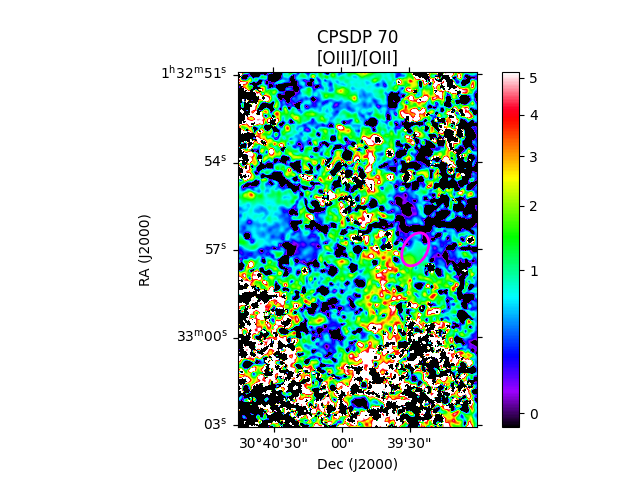 CPSDP 70
[OIII]/[OII]
1ʰ32ᵐ51ˢ
54ˢ
57ˢ
33ᵐ00ˢ
03ˢ
RA (J2000)
30°40'30" 00" 39'30"
Dec (J2000)
5
4
3
2
1
0